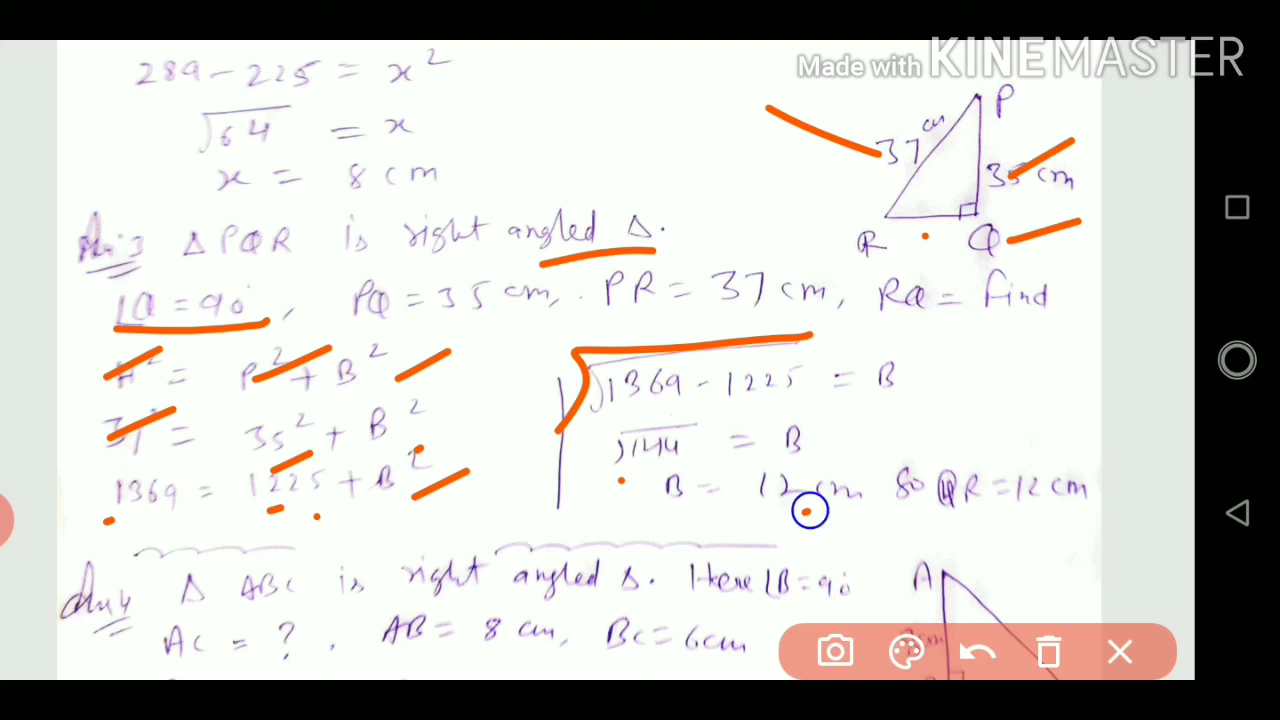 Made with KINEMASTER
289 - 225 = x²
√64 = x
x = 8 cm
P
37 cm
35 cm
R Q
Ans 3 Δ PQR is right angled Δ.
∠Q = 90°, PQ = 35 cm, PR = 37 cm, RQ = Find
H² = P² + B²
37² = 35² + B²
1369 = 1225 + B²
√1369 - 1225 = B
√144 = B
B = 12 cm So QR = 12 cm
Ans 4 Δ ABC is right angled Δ. Here ∠B = 90°
AC = ? , AB = 8 cm, BC = 6cm
A
8cm